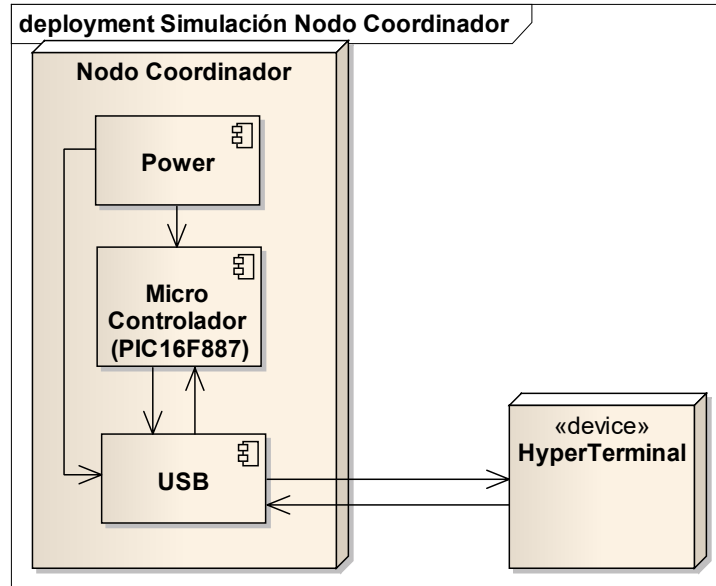 deployment Simulación Nodo Coordinador
Nodo Coordinador
Power
Micro
Controlador
(PIC16F887)
USB
«device»
HyperTerminal